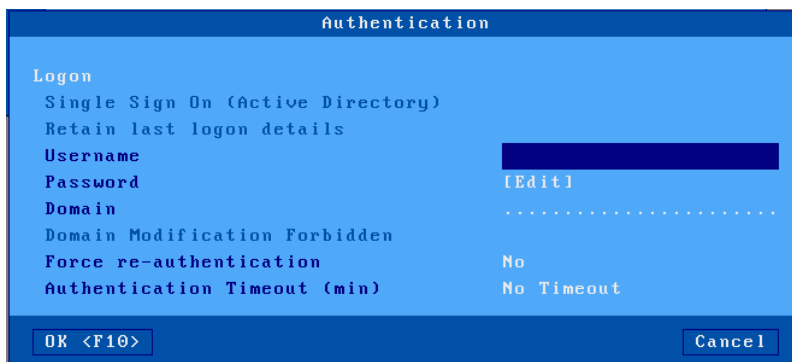 Authentication
Logon
Single Sign On (Active Directory)
Retain last logon details
Username
Password [Edit]
Domain .......................
Domain Modification Forbidden
Force re-authentication No
Authentication Timeout (min) No Timeout
OK <F10> Cancel